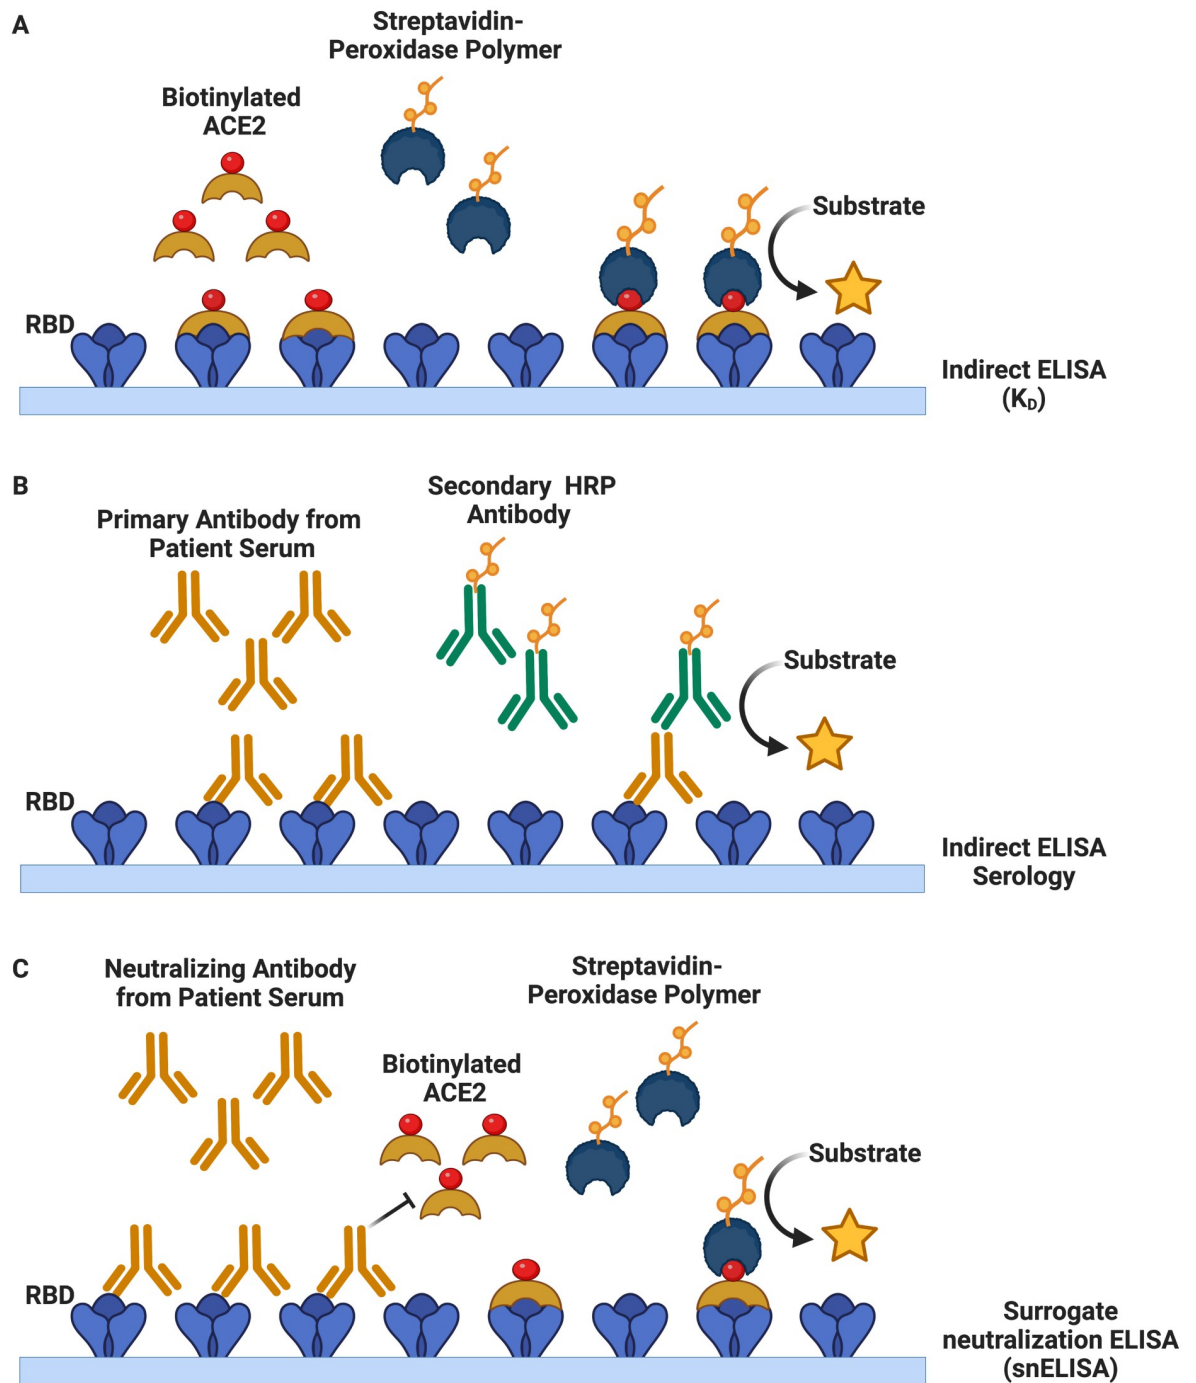 A
Streptavidin-
Peroxidase Polymer
Biotinylated
ACE2
Substrate
RBD
Indirect ELISA
(KD)
B
Secondary HRP
Antibody
Primary Antibody from
Patient Serum
Substrate
RBD
Indirect ELISA
Serology
C
Neutralizing Antibody
from Patient Serum
Streptavidin-
Peroxidase Polymer
Biotinylated
ACE2
Substrate
RBD
Surrogate
neutralization ELISA
(snELISA)